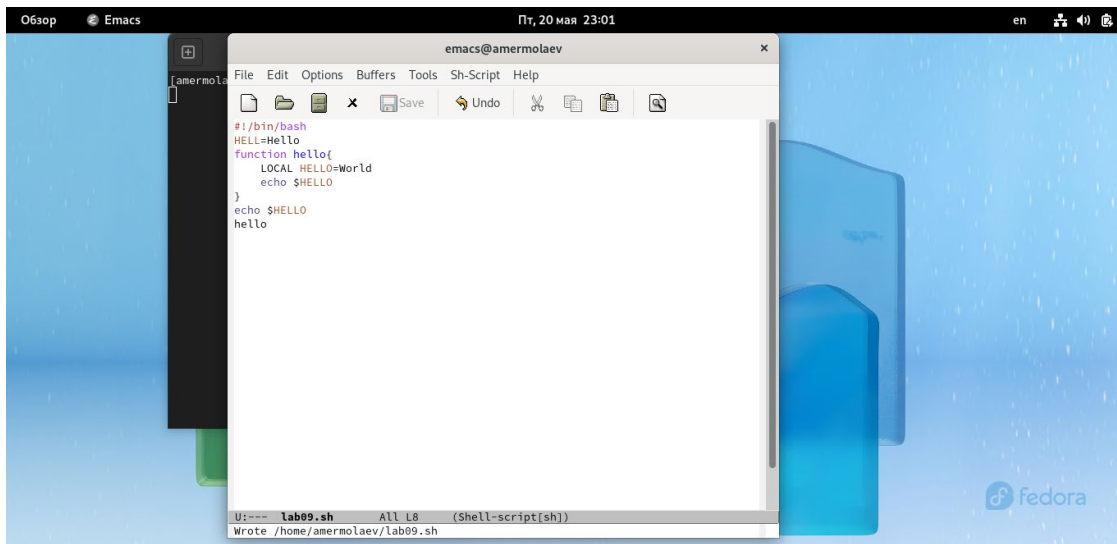 Обзор Emacs Пт, 20 мая 23:01 en
emacs@amermolaev ×
[amermola
File Edit Options Buffers Tools Sh-Script Help
Save Undo
#!/bin/bash
HELL=Hello
function hello{
    LOCAL HELLO=World
    echo $HELLO
}
echo $HELLO
hello
fedora
U:--- lab09.sh All L8 (Shell-script[sh])
Wrote /home/amermolaev/lab09.sh